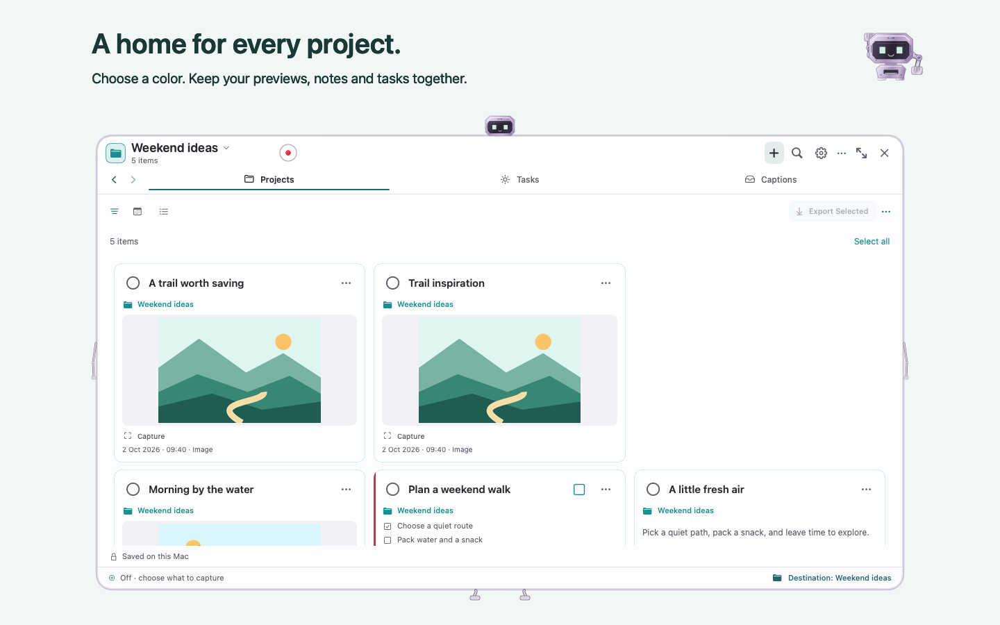 A home for every project.
Choose a color. Keep your previews, notes and tasks together.
Weekend ideas
5 items
Projects
Tasks
Captions
Export Selected
5 items
Select all
A trail worth saving
Weekend ideas
Capture
2 Oct 2026 · 09:40 · Image
Trail inspiration
Weekend ideas
Capture
2 Oct 2026 · 09:40 · Image
Morning by the water
Weekend ideas
Plan a weekend walk
Weekend ideas
Choose a quiet route
Pack water and a snack
A little fresh air
Weekend ideas
Pick a quiet path, pack a snack, and leave time to explore.
Saved on this Mac
Off · choose what to capture
Destination: Weekend ideas